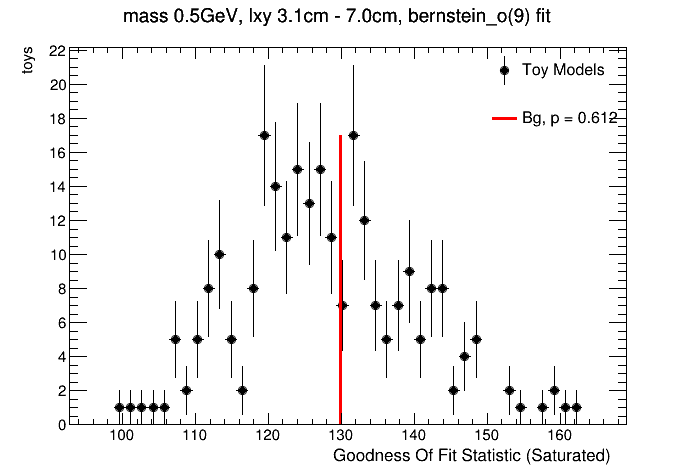 mass 0.5GeV, lxy 3.1cm - 7.0cm, bernstein_o(9) fit
toys
22
20
18
16
14
12
10
8
6
4
2
0
Toy Models
Bg, p = 0.612
100 110 120 130 140 150 160
Goodness Of Fit Statistic (Saturated)